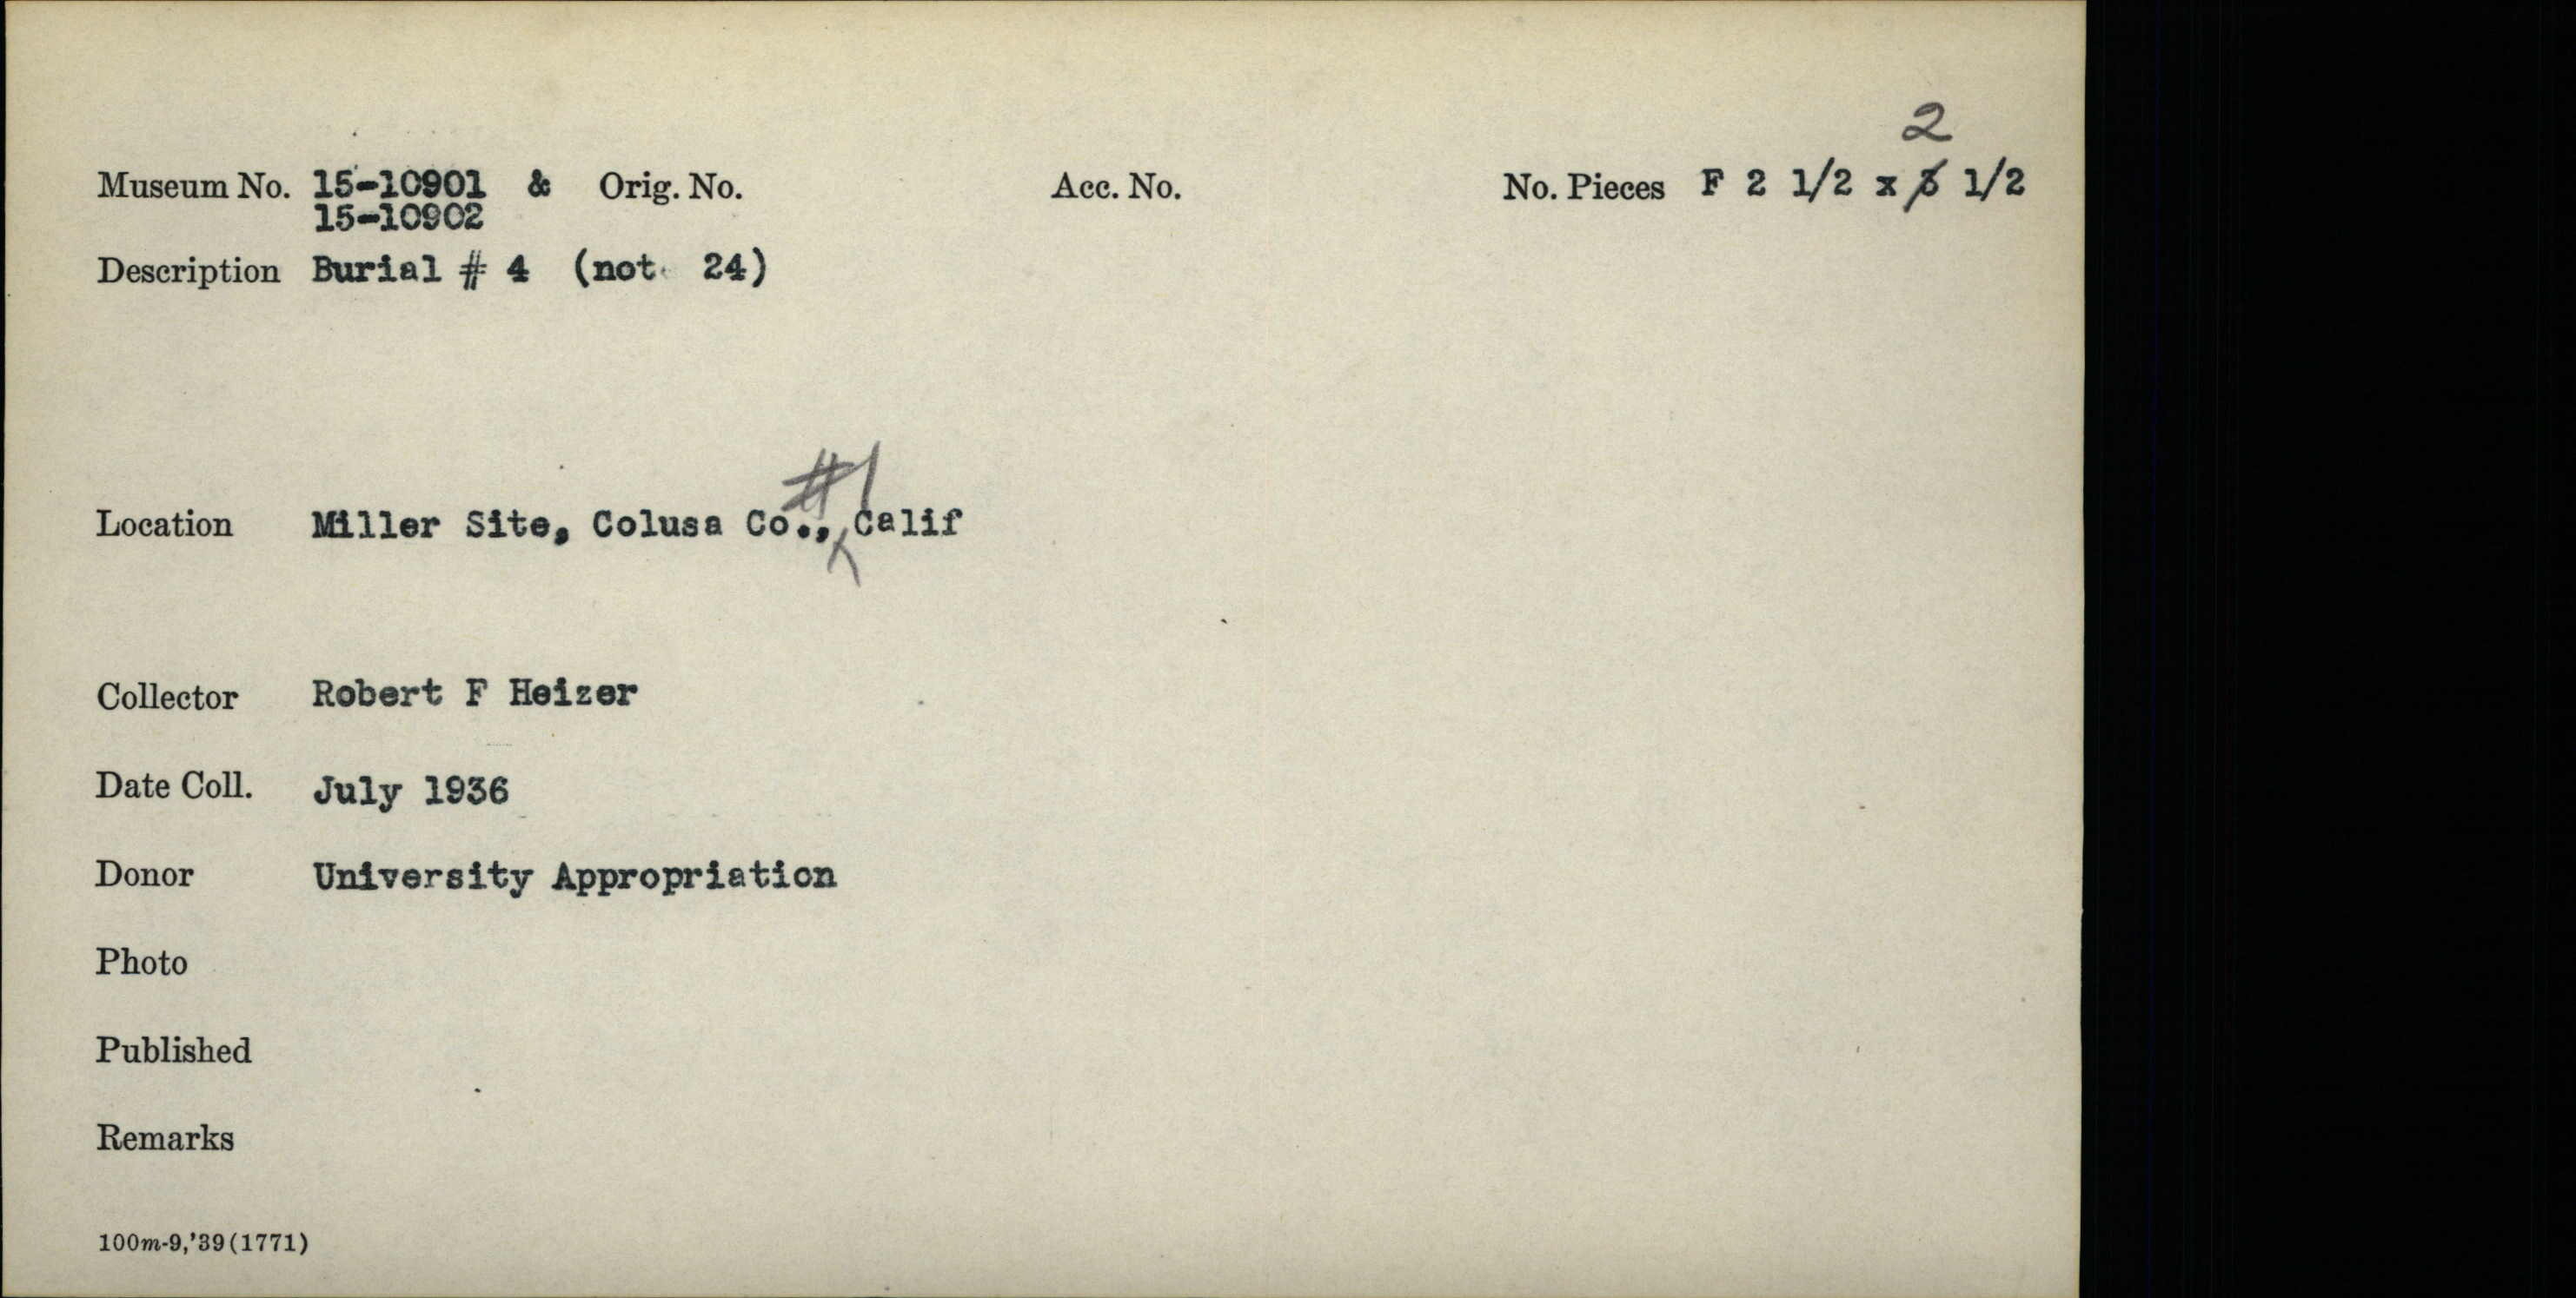 2
Museum No. 15-10901 & Orig. No. Acc. No. No. Pieces F 2 1/2 x 3 1/2
15-10902
Description Burial # 4 (not 24)
#1
Location Miller Site, Colusa Co., Calif
Collector Robert F Heizer
Date Coll. July 1936
Donor University Appropriation
Photo
Published
Remarks
100m-9,'39(1771)